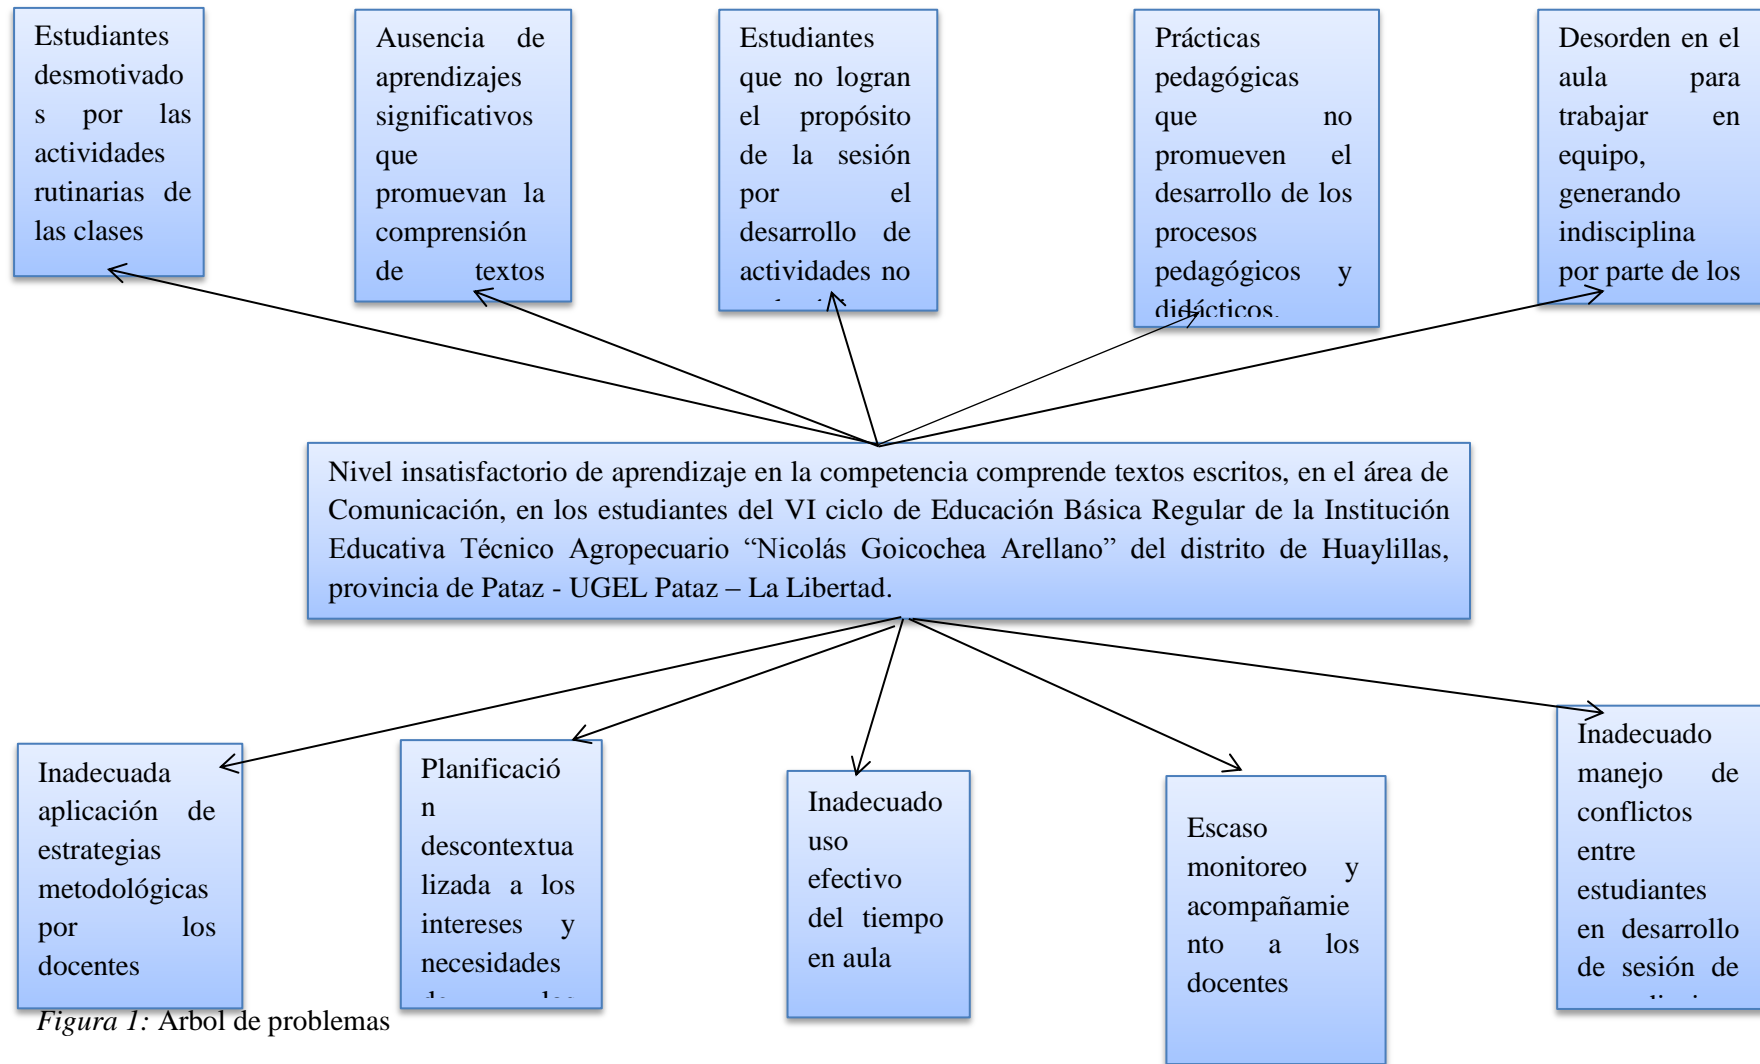 Estudiantes
desmotivado
s por las
actividades
rutinarias de
las clases
Ausencia de
aprendizajes
significativos
que
promuevan la
comprensión
de textos
Estudiantes
que no logran
el propósito
de la sesión
por el
desarrollo de
actividades no
Prácticas
pedagógicas
que no
promueven el
desarrollo de los
procesos
pedagógicos y
didácticos.
Desorden en el
aula para
trabajar en
equipo,
generando
indisciplina
por parte de los
Nivel insatisfactorio de aprendizaje en la competencia comprende textos escritos, en el área de
Comunicación, en los estudiantes del VI ciclo de Educación Básica Regular de la Institución
Educativa Técnico Agropecuario “Nicolás Goicochea Arellano” del distrito de Huaylillas,
provincia de Pataz - UGEL Pataz – La Libertad.
Inadecuada
aplicación de
estrategias
metodológicas
por los
docentes
Planificació
n
descontextua
lizada a los
intereses y
necesidades
Inadecuado
uso
efectivo
del tiempo
en aula
Escaso
monitoreo y
acompañamie
nto a los
docentes
Inadecuado
manejo de
conflictos
entre
estudiantes
en desarrollo
de sesión de
Figura 1: Arbol de problemas